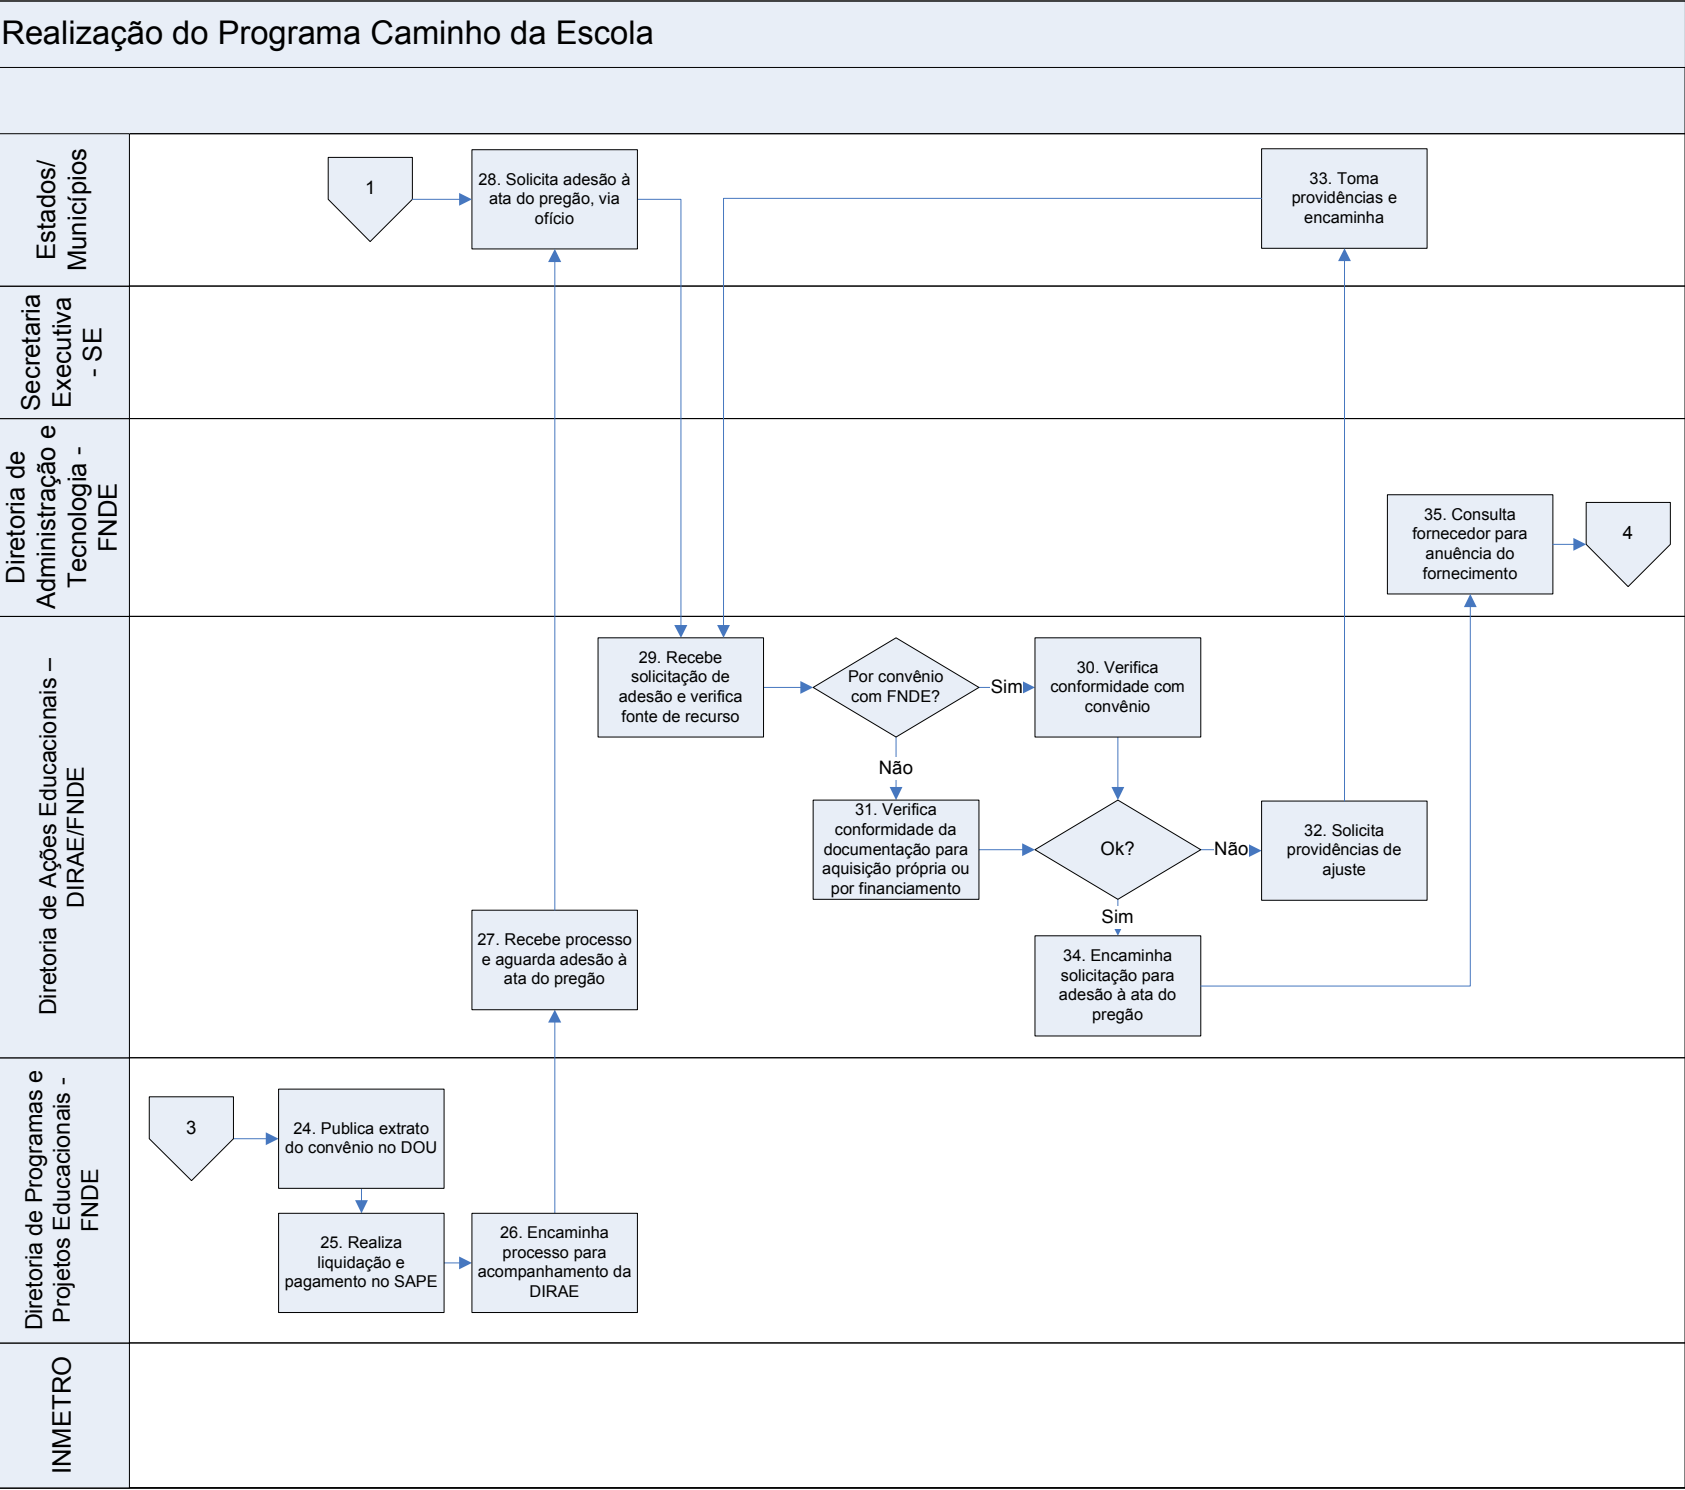 Realização do Programa Caminho da Escola
Estados/
Municípios
1
28. Solicita adesão à
ata do pregão, via
ofício
33. Toma
providências e
encaminha
Secretaria
Executiva
- SE
Diretoria de
Administração e
Tecnologia -
FNDE
35. Consulta
fornecedor para
anuência do
fornecimento
4
Diretoria de Ações Educacionais –
DIRAE/FNDE
29. Recebe
solicitação de
adesão e verifica
fonte de recurso
Por convênio
com FNDE?
Sim
30. Verifica
conformidade com
convênio
Não
31. Verifica
conformidade da
documentação para
aquisição própria ou
por financiamento
Ok?
Não
32. Solicita
providências de
ajuste
Sim
27. Recebe processo
e aguarda adesão à
ata do pregão
34. Encaminha
solicitação para
adesão à ata do
pregão
Diretoria de Programas e
Projetos Educacionais -
FNDE
3
24. Publica extrato
do convênio no DOU
25. Realiza
liquidação e
pagamento no SAPE
26. Encaminha
processo para
acompanhamento da
DIRAE
INMETRO